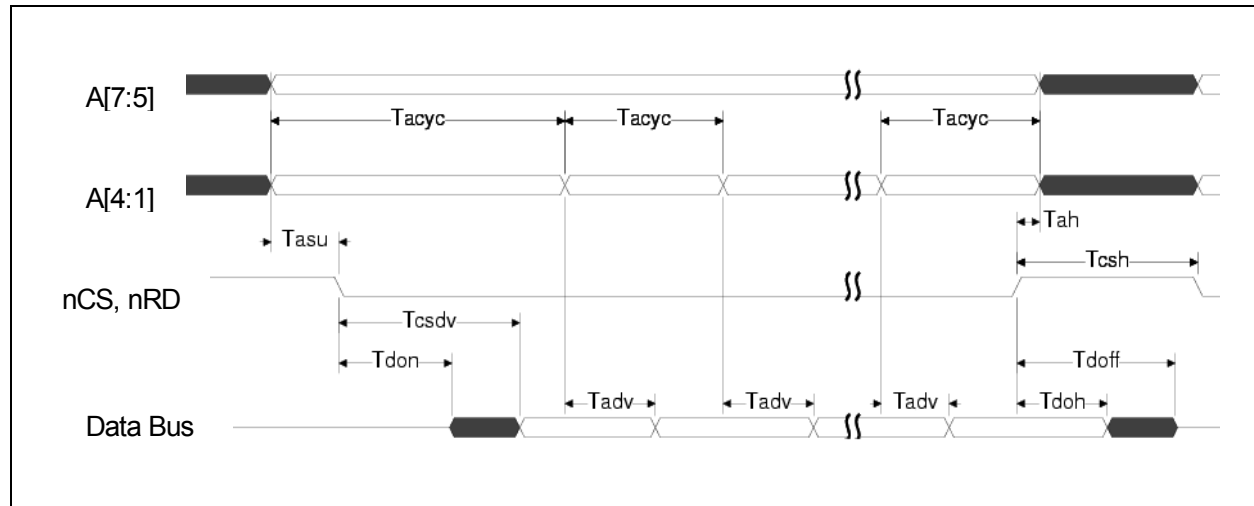 A[7:5]
Tacyc Tacyc Tacyc
A[4:1]
Tah
Tasu
Tcsh
nCS, nRD
Tcsdv
Tdon Tdoff
Tadv Tadv Tadv Tdoh
Data Bus